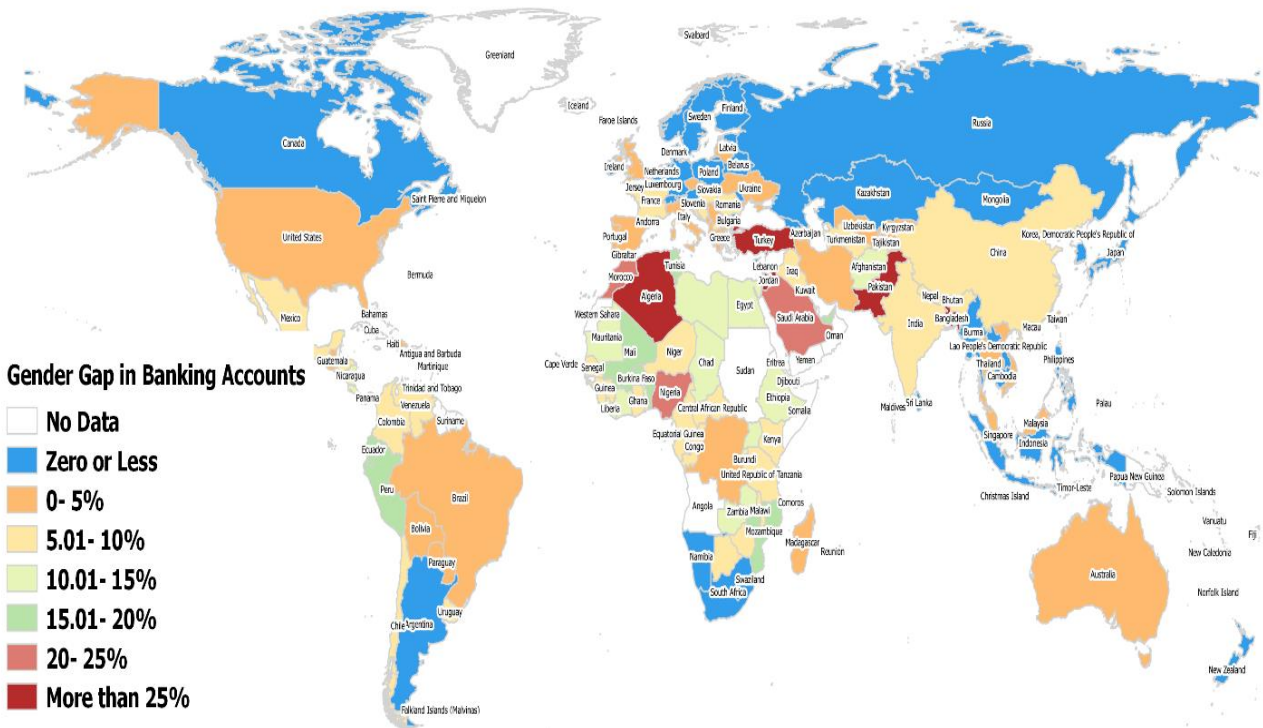 Svalbard
Greenland
Iceland
Faroe Islands
Finland
Sweden
Russia
Canada
Latvia
Denmark
Belarus
Ireland
Netherlands
Poland
Jersey
Luxembourg
Slovakia
Ukraine
Kazakhstan
Mongolia
Saint Pierre and Miquelon
France
Slovenia
Romania
Andorra
Italy
Bulgaria
Uzbekistan
Kyrgyzstan
Korea, Democratic People's Republic of
United States
Portugal
Greece
Turkey
Azerbaijan
Turkmenistan
Tajikistan
Japan
Gibraltar
China
Bermuda
Tunisia
Lebanon
Afghanistan
Morocco
Jordan
Iraq
Kuwait
Pakistan
Algeria
Egypt
Nepal
Bhutan
Mexico
Bahamas
Western Sahara
Saudi Arabia
Bangladesh
Taiwan
India
Burma
Macau
Cuba
Mauritania
Oman
Haiti
Antigua and Barbuda
Mali
Lao People's Democratic Republic
Guatemala
Martinique
Cape Verde
Senegal
Niger
Chad
Sudan
Eritrea
Yemen
Thailand
Philippines
Nicaragua
Burkina Faso
Djibouti
Cambodia
Guinea
Nigeria
Ethiopia
Trinidad and Tobago
Ghana
Somalia
Panama
Venezuela
Liberia
Central African Republic
Maldives
Sri Lanka
Palau
Colombia
Suriname
Malaysia
Equatorial Guinea
Kenya
Singapore
Ecuador
Congo
Indonesia
Burundi
Peru
United Republic of Tanzania
Papua New Guinea
Timor-Leste
Solomon Islands
Brazil
Christmas Island
Angola
Comoros
Zambia
Malawi
Bolivia
Mozambique
Vanuatu
Madagascar
Fiji
Reunion
Namibia
New Caledonia
Paraguay
Swaziland
Australia
South Africa
Norfolk Island
Uruguay
Chile
Argentina
New Zealand
Falkland Islands (Malvinas)
Gender Gap in Banking Accounts
No Data
Zero or Less
0- 5%
5.01- 10%
10.01- 15%
15.01- 20%
20- 25%
More than 25%